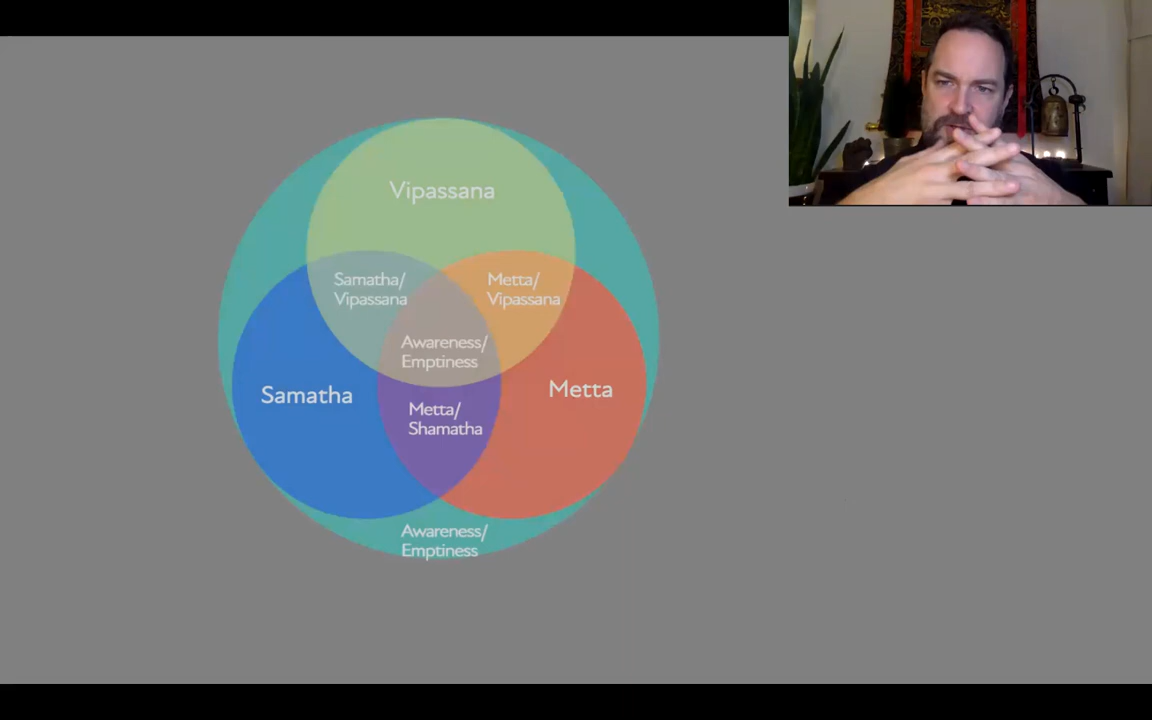 Vipassana
Samatha/
Vipassana
Metta/
Vipassana
Awareness/
Emptiness
Samatha
Metta
Metta/
Shamatha
Awareness/
Emptiness